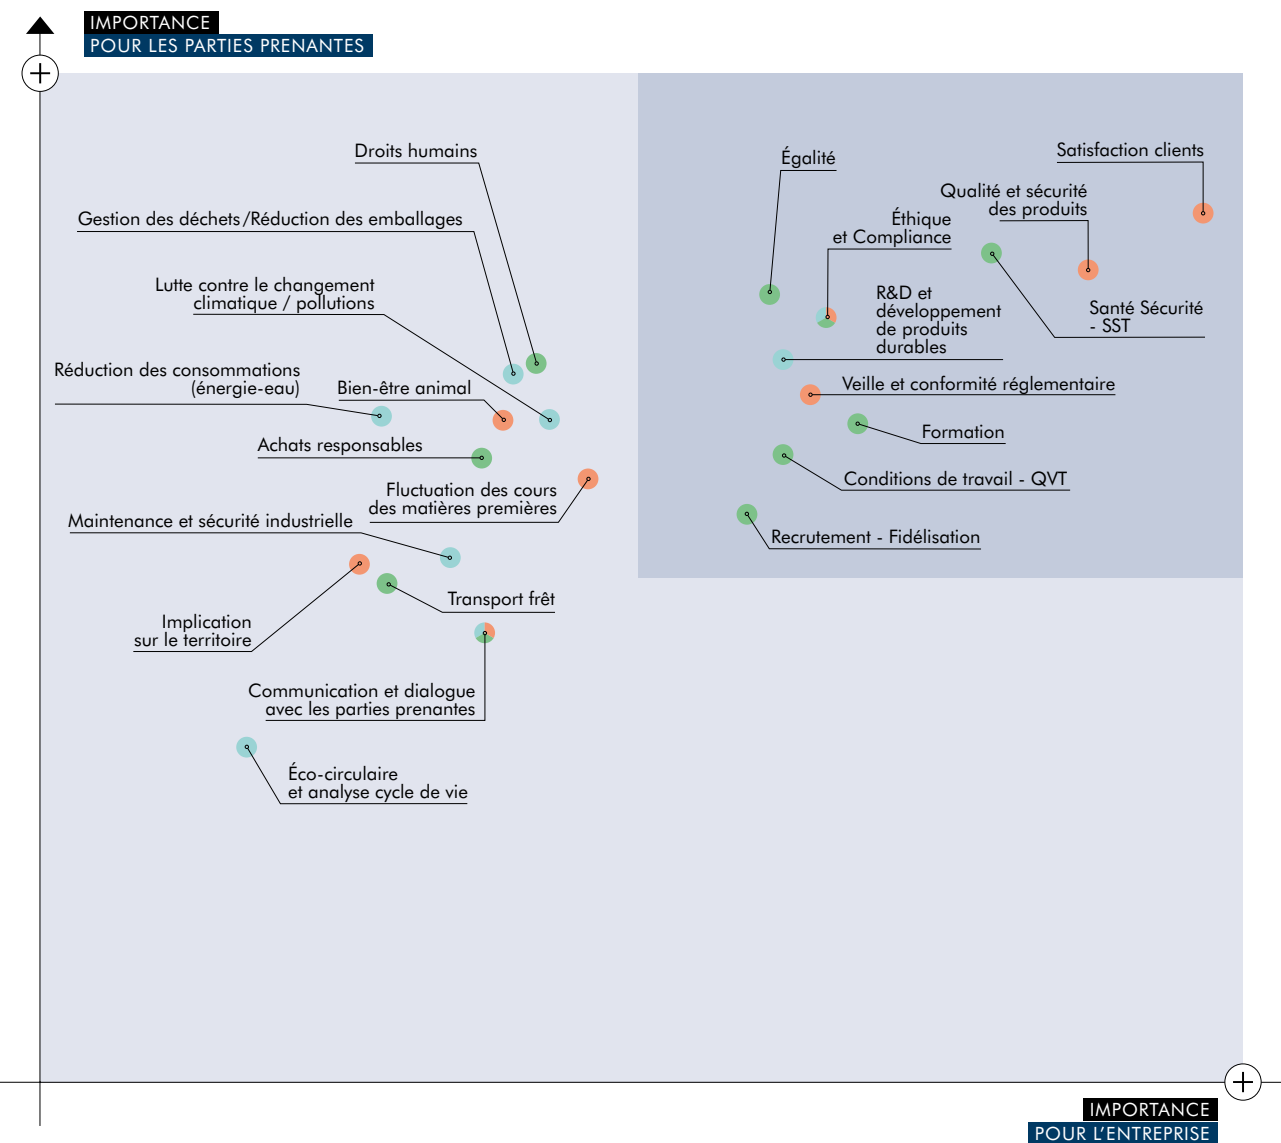 IMPORTANCE
POUR LES PARTIES PRENANTES
Droits humains
Gestion des déchets/Réduction des emballages
Lutte contre le changement
climatique / pollutions
Réduction des consommations
(énergie-eau)
Bien-être animal
Achats responsables
Fluctuation des cours
des matières premières
Maintenance et sécurité industrielle
Transport frêt
Implication
sur le territoire
Communication et dialogue
avec les parties prenantes
Éco-circulaire
et analyse cycle de vie
Égalité
Satisfaction clients
Qualité et sécurité
des produits
Éthique
et Compliance
R&D et
développement
de produits
durables
Santé Sécurité
- SST
Veille et conformité réglementaire
Formation
Conditions de travail - QVT
Recrutement - Fidélisation
IMPORTANCE
POUR L'ENTREPRISE